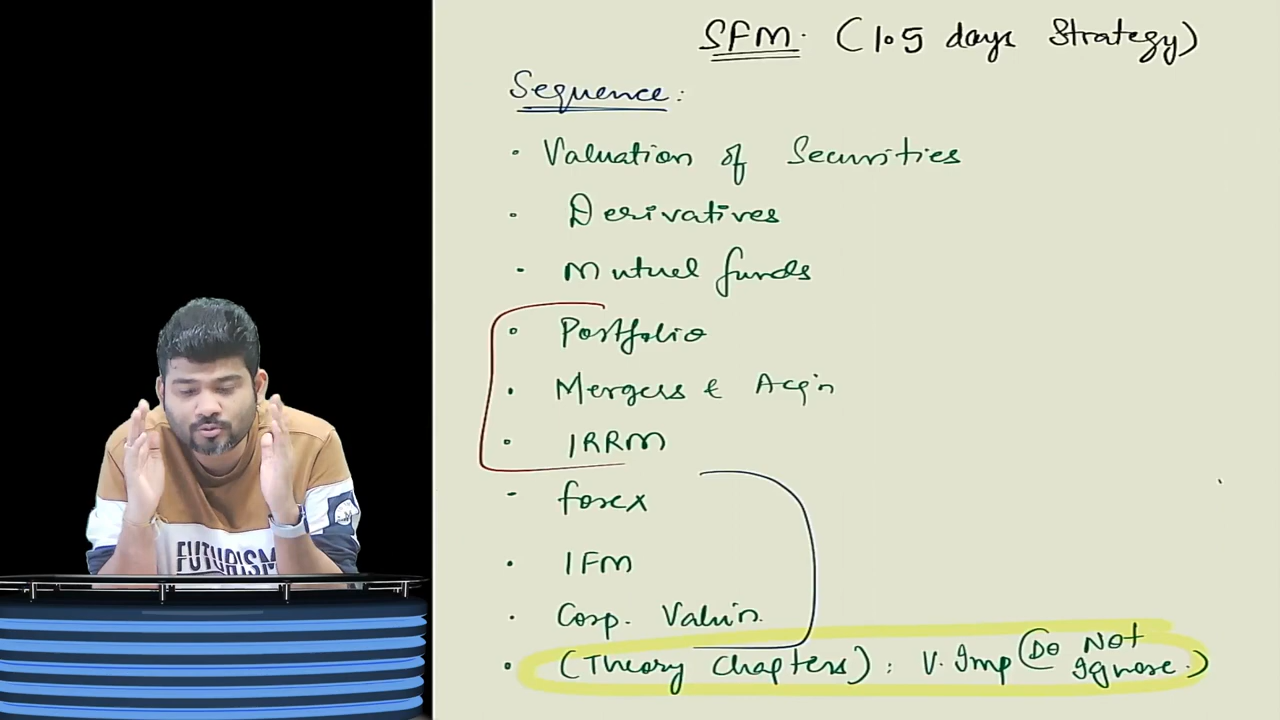 SFM. (1.5 days Strategy)
Sequence:
• Valuation of Securities
• Derivatives
• Mutuel funds
• Portfolio
• Mergers & Acq'n
• IRRM
- forex
• IFM
• Corp. Valu'n.
• (Theory chapters) : V. Imp (Do Not Ignore.)
FUTURISM